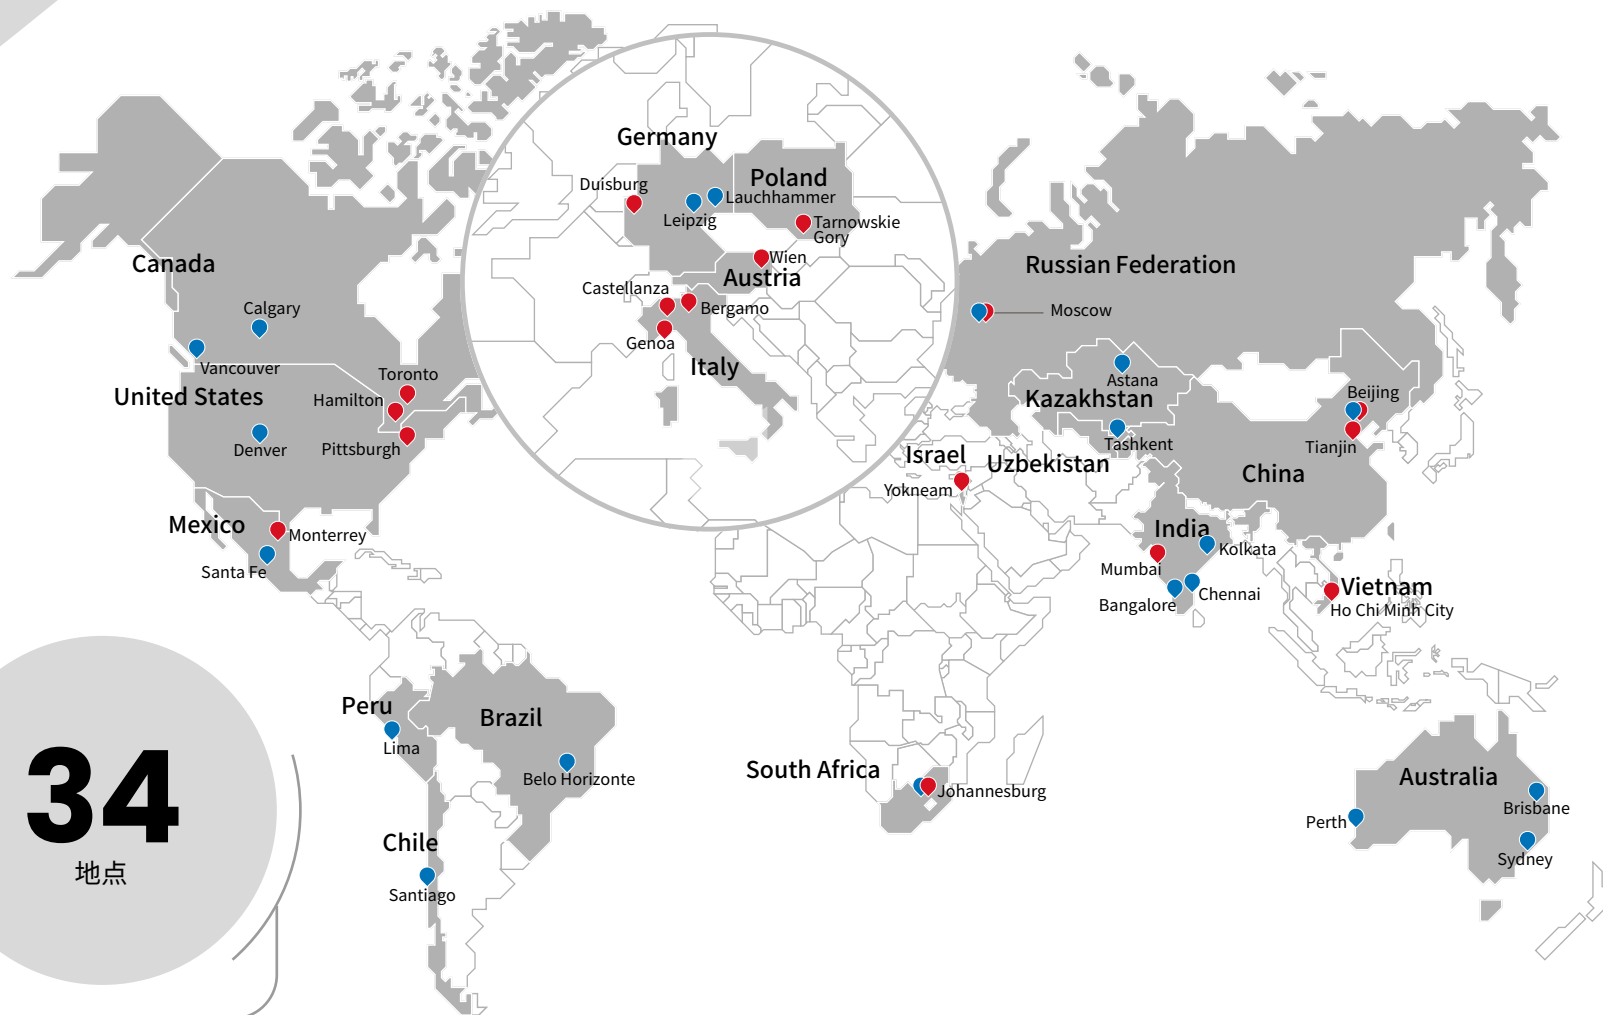 Germany
Poland
Duisburg
Lauchhammer
Leipzig
Tarnowskie
Gory
Wien
Austria
Castellanza
Bergamo
Genoa
Italy
Canada
Calgary
Vancouver
Toronto
United States
Hamilton
Denver
Pittsburgh
Mexico
Monterrey
Santa Fe
Russian Federation
Moscow
Astana
Kazakhstan
Beijing
Tashkent
Tianjin
Israel
Uzbekistan
Yokneam
China
India
Kolkata
Mumbai
Bangalore
Chennai
Vietnam
Ho Chi Minh City
Peru
Lima
Brazil
Belo Horizonte
South Africa
Johannesburg
Australia
Brisbane
Perth
Sydney
Chile
Santiago
34
地点